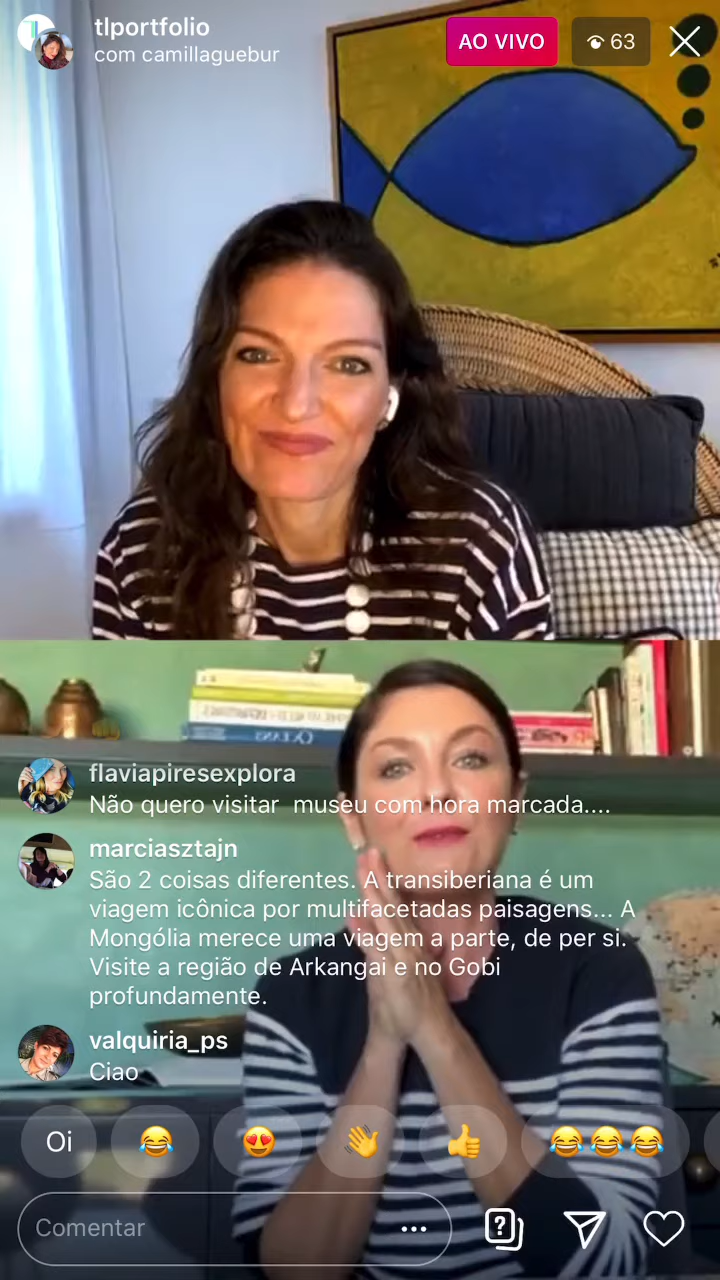 tlportfolio
com camillaguebur
AO VIVO
63
OCEANS
flaviapiresexplora
Não quero visitar museu com hora marcada....
marciasztajn
São 2 coisas diferentes. A transiberiana é um
viagem icônica por multifacetadas paisagens... A
Mongólia merece uma viagem a parte, de per si.
Visite a região de Arkangai e no Gobi
profundamente.
valquiria_ps
Ciao
Oi
Comentar